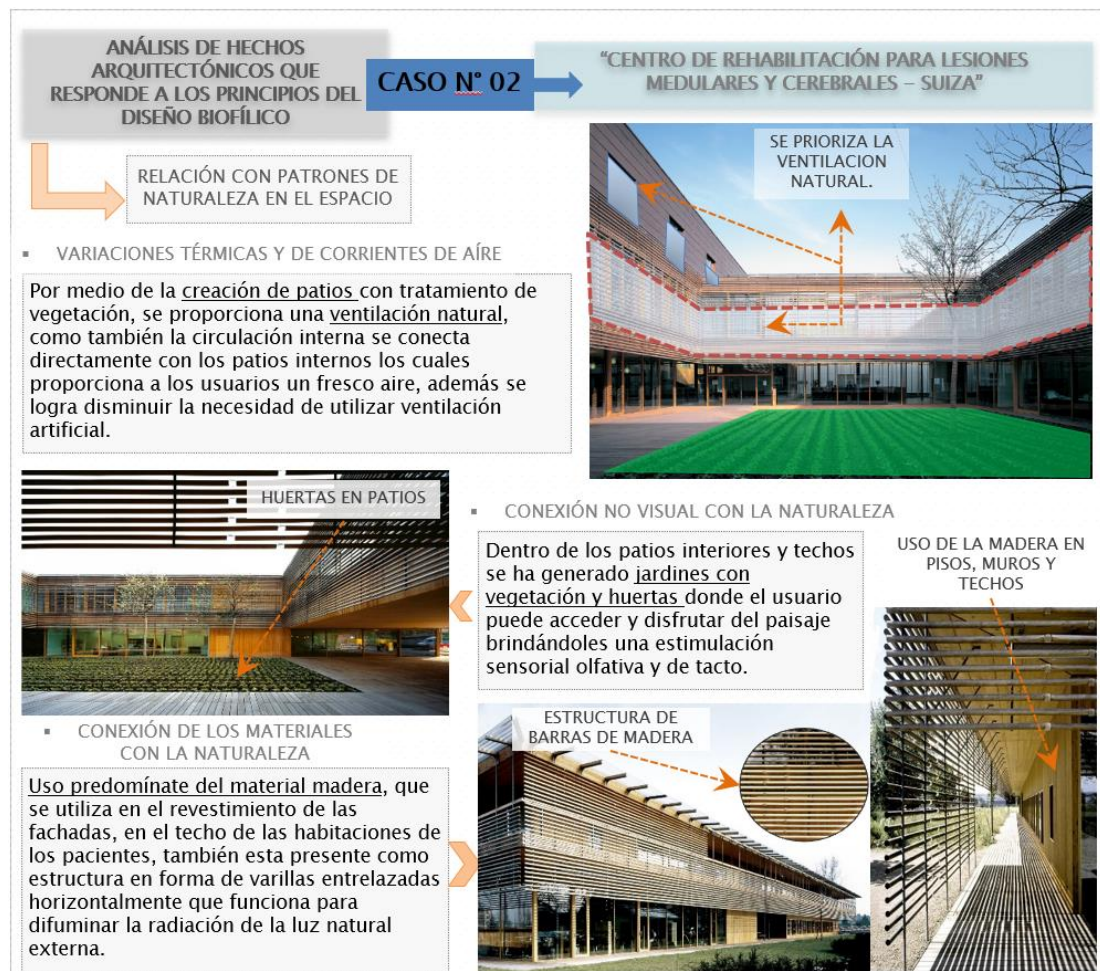 ANÁLISIS DE HECHOS
ARQUITECTÓNICOS QUE
RESPONDE A LOS PRINCIPIOS DEL
DISEÑO BIOFÍLICO
CASO N° 02
“CENTRO DE REHABILITACIÓN PARA LESIONES
MEDULARES Y CEREBRALES – SUIZA”
RELACIÓN CON PATRONES DE
NATURALEZA EN EL ESPACIO
SE PRIORIZA LA
VENTILACION
NATURAL.
▪ VARIACIONES TÉRMICAS Y DE CORRIENTES DE AÍRE
Por medio de la creación de patios con tratamiento de
vegetación, se proporciona una ventilación natural,
como también la circulación interna se conecta
directamente con los patios internos los cuales
proporciona a los usuarios un fresco aire, además se
logra disminuir la necesidad de utilizar ventilación
artificial.
HUERTAS EN PATIOS
▪ CONEXIÓN NO VISUAL CON LA NATURALEZA
Dentro de los patios interiores y techos
se ha generado jardines con
vegetación y huertas donde el usuario
puede acceder y disfrutar del paisaje
brindándoles una estimulación
sensorial olfativa y de tacto.
USO DE LA MADERA EN
PISOS, MUROS Y
TECHOS
▪ CONEXIÓN DE LOS MATERIALES
CON LA NATURALEZA
Uso predomínate del material madera, que
se utiliza en el revestimiento de las
fachadas, en el techo de las habitaciones de
los pacientes, también esta presente como
estructura en forma de varillas entrelazadas
horizontalmente que funciona para
difuminar la radiación de la luz natural
externa.
ESTRUCTURA DE
BARRAS DE MADERA